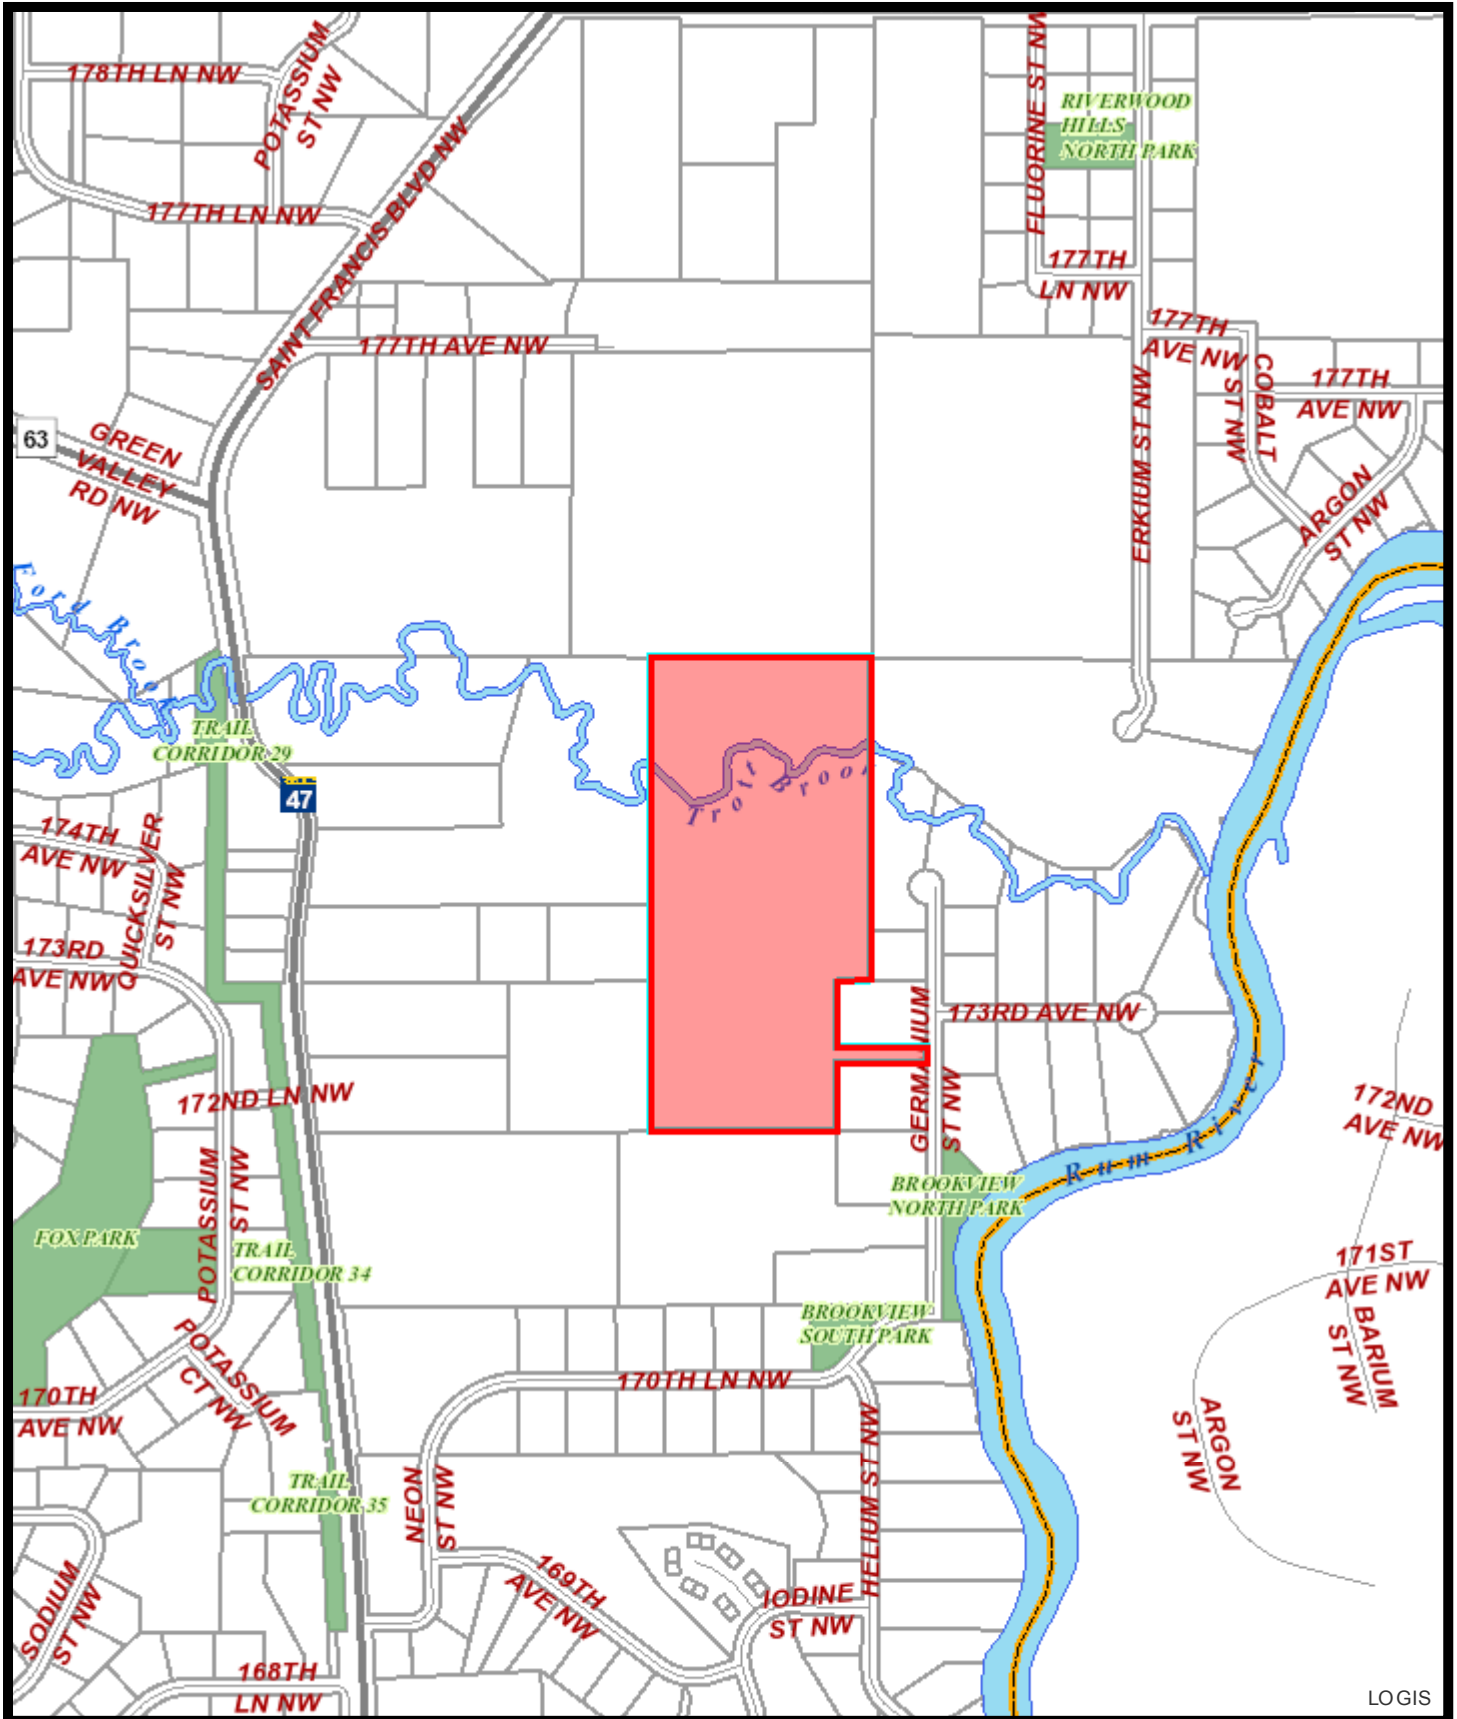 178TH LN NW
POTASSIUM
ST NW
SAINT FRANCIS BLVD NW
177TH LN NW
FLUORINE ST NW
RIVERWOOD
HILLS
NORTH PARK
177TH
LN NW
177TH AVE NW
177TH
AVE NW
COBALT
ST NW
177TH
AVE NW
ERKIUM ST NW
ARGON
ST NW
63
GREEN
VALLEY
RD NW
Ford Brook
TRAIL
CORRIDOR 29
47
Trott Brook
174TH
AVE NW
QUICKSILVER
ST NW
173RD
AVE NW
GERMANIUM
ST NW
173RD AVE NW
172ND LN NW
172ND
AVE NW
Rum River
POTASSIUM
ST NW
BROOKVIEW
NORTH PARK
FOX PARK
TRAIL
CORRIDOR 34
171ST
AVE NW
BARIUM
ST NW
BROOKVIEW
SOUTH PARK
POTASSIUM
CT NW
170TH LN NW
170TH
AVE NW
ARGON
ST NW
HELIUM ST NW
TRAIL
CORRIDOR 35
NEON
ST NW
169TH
AVE NW
IODINE
ST NW
SODIUM
ST NW
168TH
LN NW
LOGIS